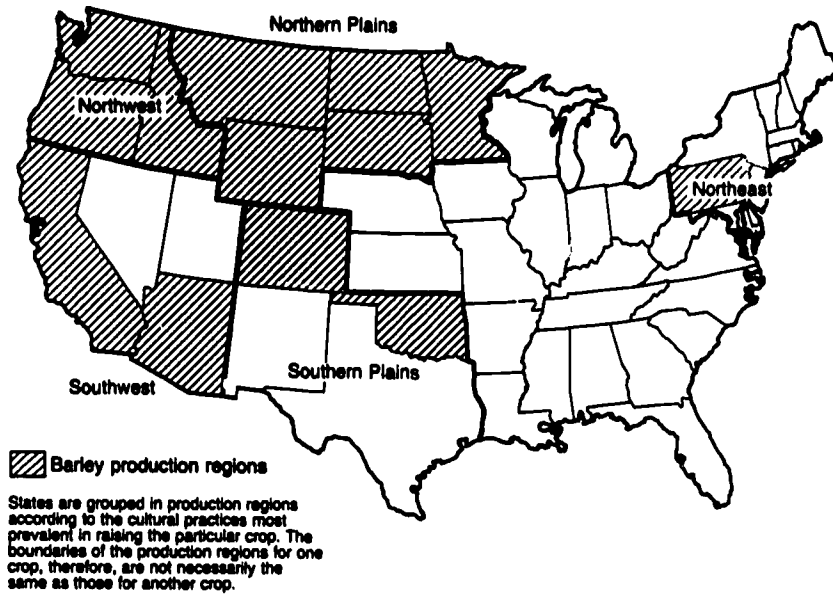 Northern Plains
Northwest
Northeast
Southern Plains
Southwest
Barley production regions
States are grouped in production regions
according to the cultural practices most
prevalent in raising the particular crop. The
boundaries of the production regions for one
crop, therefore, are not necessarily the
same as those for another crop.